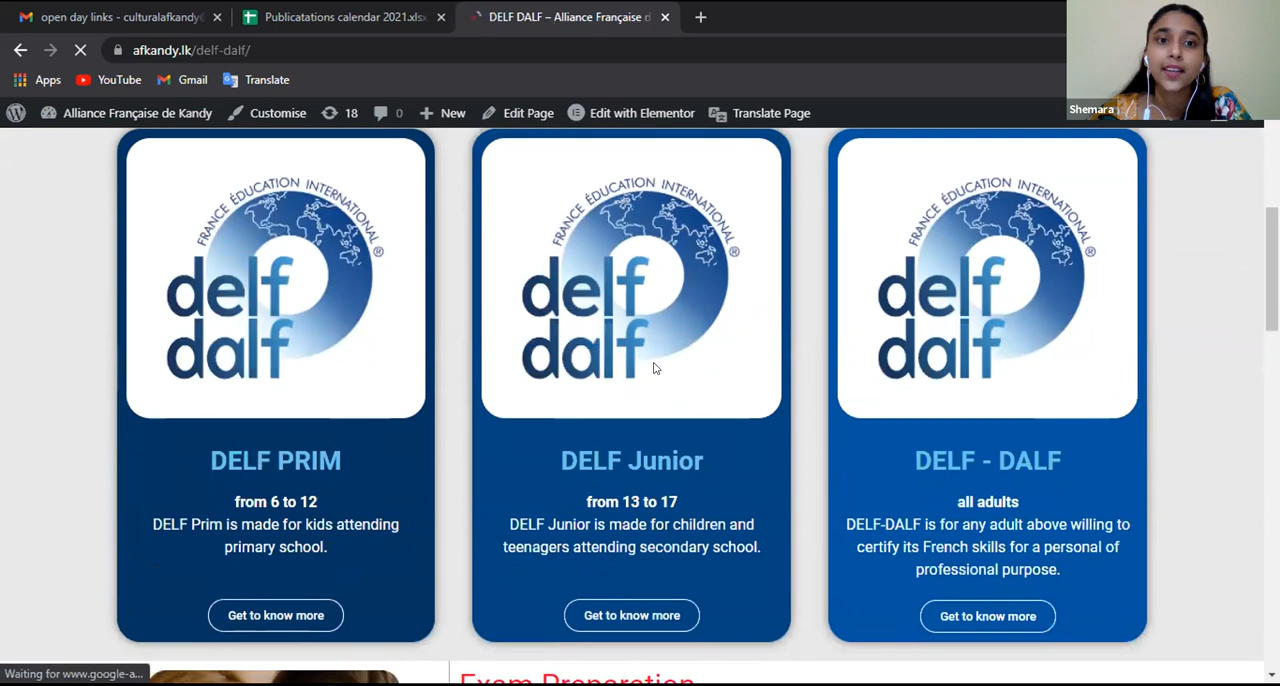 open day links - culturalafkandy
Publicatations calendar 2021.xls
DELF DALF – Alliance Française d
afkandy.lk/delf-dalf/
Apps
YouTube
Gmail
Translate
Shemara
Alliance Française de Kandy
Customise
18
0
New
Edit Page
Edit with Elementor
Translate Page
FRANCE ÉDUCATION INTERNATIONAL ®
delf
dalf
FRANCE ÉDUCATION INTERNATIONAL ®
delf
dalf
FRANCE ÉDUCATION INTERNATIONAL ®
delf
dalf
DELF PRIM
from 6 to 12
DELF Prim is made for kids attending
primary school.
Get to know more
DELF Junior
from 13 to 17
DELF Junior is made for children and
teenagers attending secondary school.
Get to know more
DELF - DALF
all adults
DELF-DALF is for any adult above willing to
certify its French skills for a personal of
professional purpose.
Get to know more
Waiting for www.google-a...
Exam Preparation